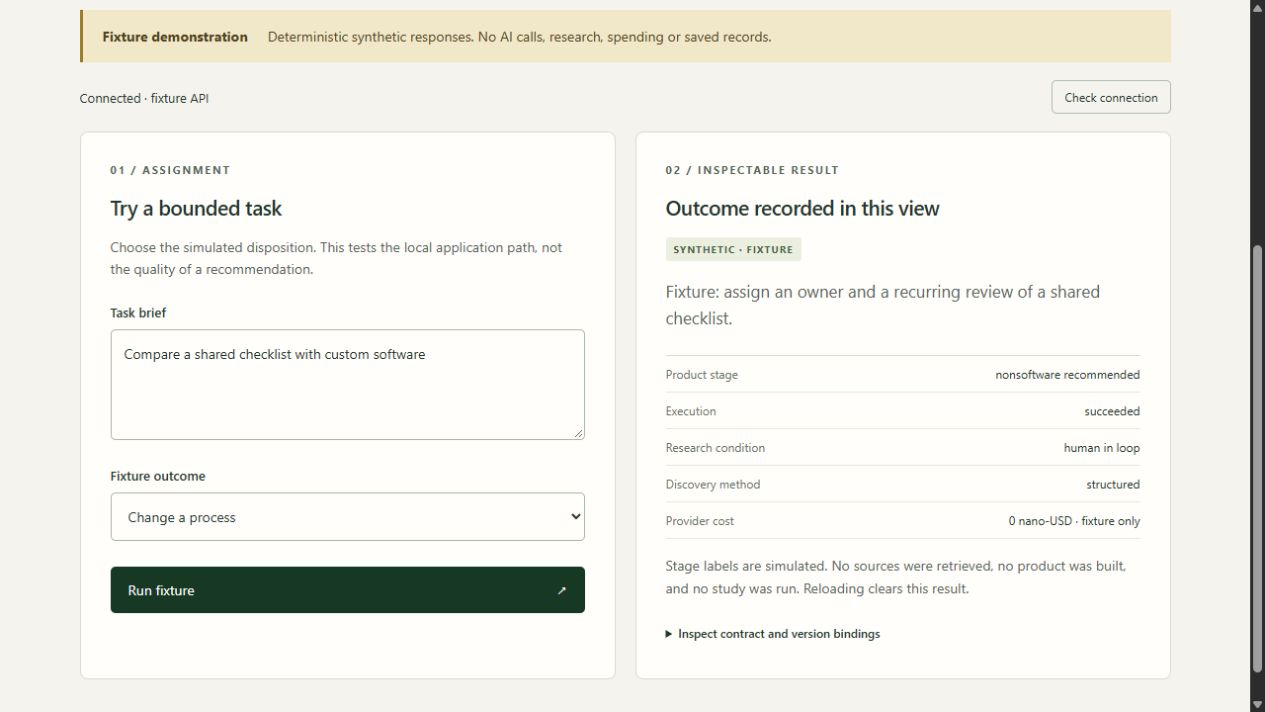 Fixture demonstration Deterministic synthetic responses. No AI calls, research, spending or saved records.
Connected · fixture API
Check connection
01 / ASSIGNMENT
Try a bounded task
Choose the simulated disposition. This tests the local application path, not
the quality of a recommendation.
Task brief
Compare a shared checklist with custom software
Fixture outcome
Change a process
Run fixture ↗
02 / INSPECTABLE RESULT
Outcome recorded in this view
SYNTHETIC · FIXTURE
Fixture: assign an owner and a recurring review of a shared
checklist.
Product stage nonsoftware recommended
Execution succeeded
Research condition human in loop
Discovery method structured
Provider cost 0 nano-USD · fixture only
Stage labels are simulated. No sources were retrieved, no product was built,
and no study was run. Reloading clears this result.
▶ Inspect contract and version bindings